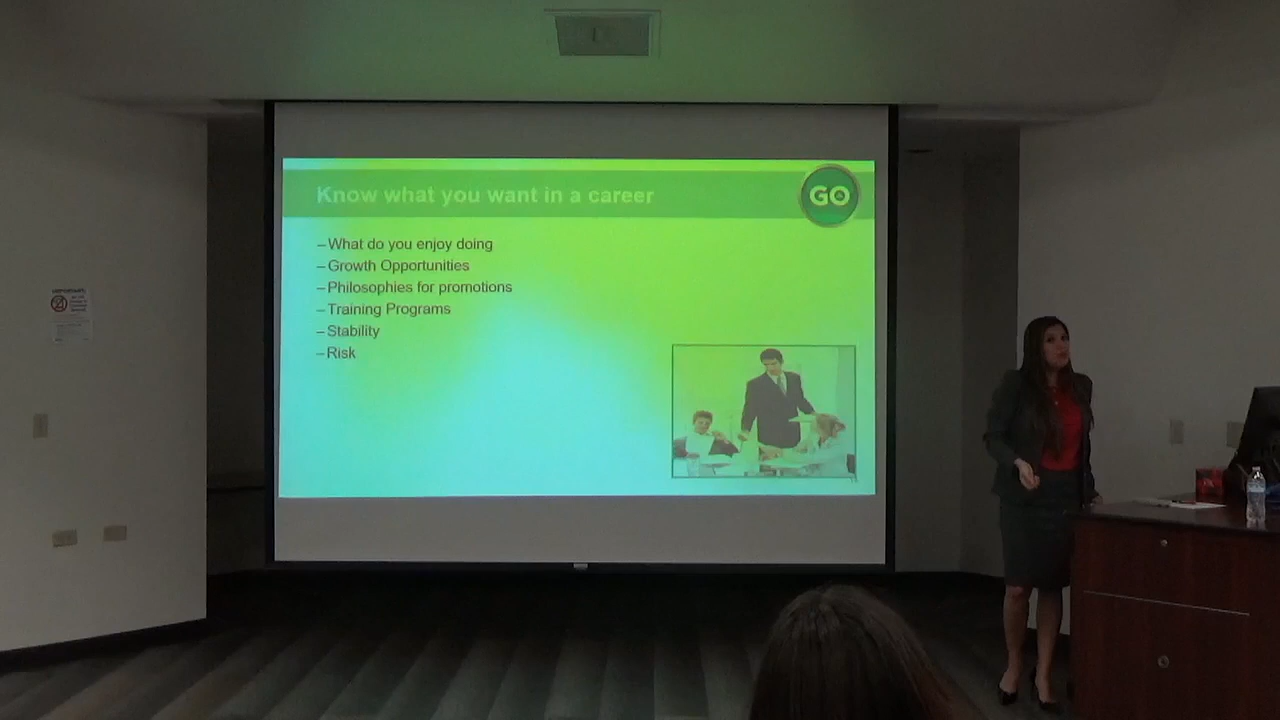 Know what you want in a career
GO
–What do you enjoy doing
–Growth Opportunities
–Philosophies for promotions
–Training Programs
–Stability
–Risk